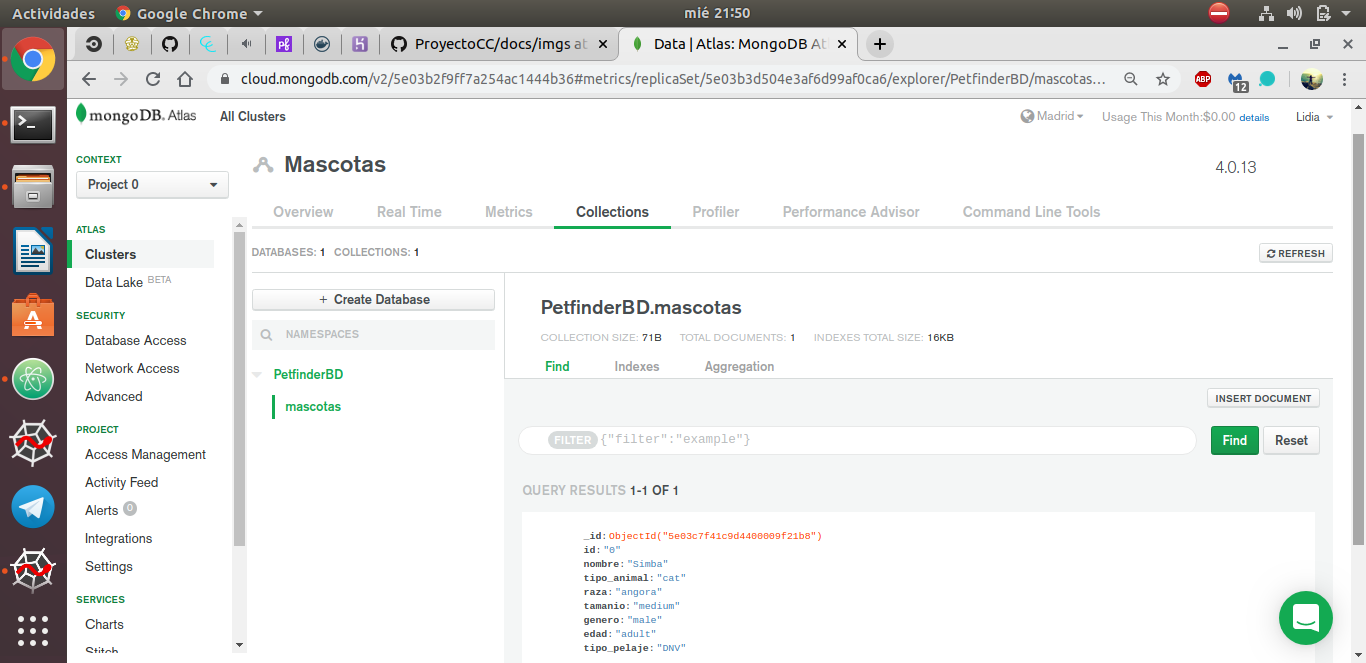 Actividades Google Chrome mié 21:50
ProyectoCC/docs/imgs at Data | Atlas: MongoDB Atl
cloud.mongodb.com/v2/5e03b2f9ff7a254ac1444b36#metrics/replicaSet/5e03b3d504e3af6d99af0ca6/explorer/PetfinderBD/mascotas... ABP 12
mongoDB. Atlas All Clusters Madrid Usage This Month:$0.00 details Lidia
CONTEXT
Project 0
Mascotas 4.0.13
Overview Real Time Metrics Collections Profiler Performance Advisor Command Line Tools
ATLAS
Clusters
Data Lake BETA
SECURITY
Database Access
Network Access
Advanced
PROJECT
Access Management
Activity Feed
Alerts 0
Integrations
Settings
SERVICES
Charts
Stitch
DATABASES: 1 COLLECTIONS: 1 REFRESH
+ Create Database
NAMESPACES
PetfinderBD
mascotas
PetfinderBD.mascotas
COLLECTION SIZE: 71B TOTAL DOCUMENTS: 1 INDEXES TOTAL SIZE: 16KB
Find Indexes Aggregation
INSERT DOCUMENT
FILTER {"filter":"example"} Find Reset
QUERY RESULTS 1-1 OF 1
_id:ObjectId("5e03c7f41c9d4400009f21b8")
id:"0"
nombre:"Simba"
tipo_animal:"cat"
raza:"angora"
tamanio:"medium"
genero:"male"
edad:"adult"
tipo_pelaje:"DNV"